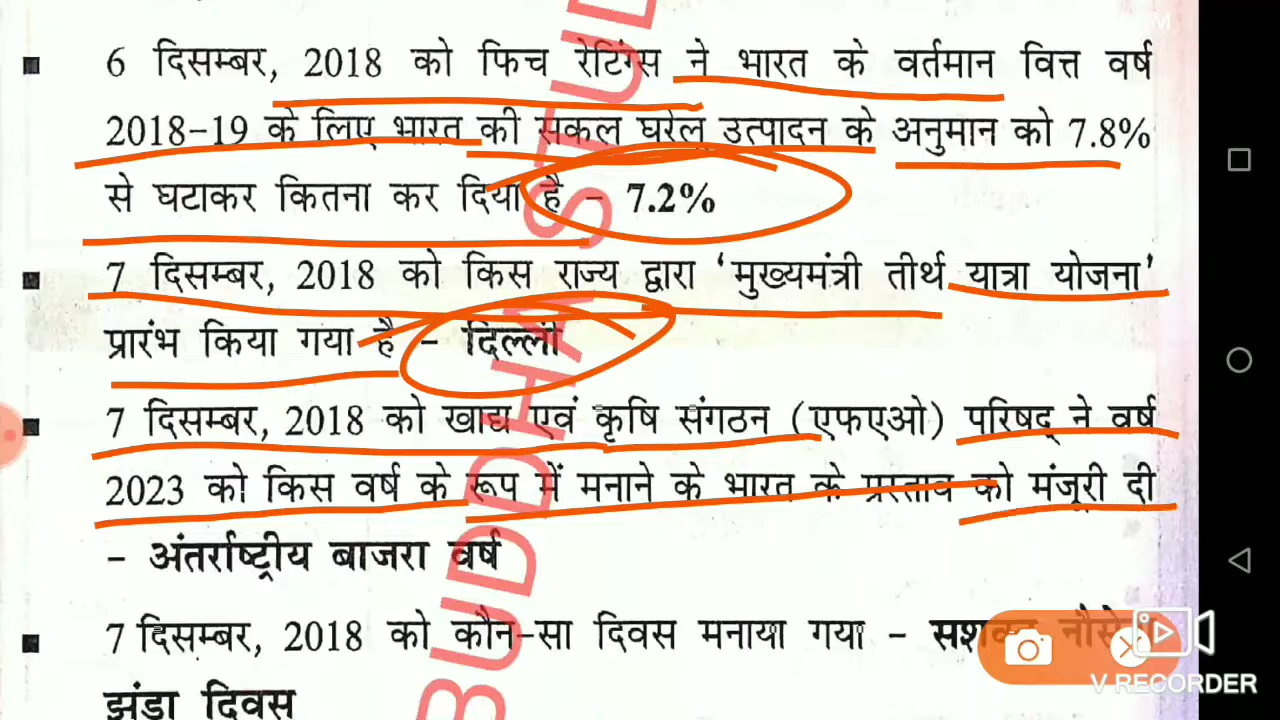 6 दिसम्बर, 2018 को फिच रेटिंग्स ने भारत के वर्तमान वित्त वर्ष
2018-19 के लिए भारत की सकल घरेलू उत्पादन के अनुमान को 7.8%
से घटाकर कितना कर दिया है – 7.2%
7 दिसम्बर, 2018 को किस राज्य द्वारा ‘मुख्यमंत्री तीर्थ यात्रा योजना’
प्रारंभ किया गया है – दिल्ली
7 दिसम्बर, 2018 को खाद्य एवं कृषि संगठन (एफएओ) परिषद् ने वर्ष
2023 को किस वर्ष के रूप में मनाने के भारत के प्रस्ताव को मंजूरी दी
– अंतर्राष्ट्रीय बाजरा वर्ष
7 दिसम्बर, 2018 को कौन-सा दिवस मनाया गया –
झंडा दिवस
BUDDHA STUD
V RECORDER